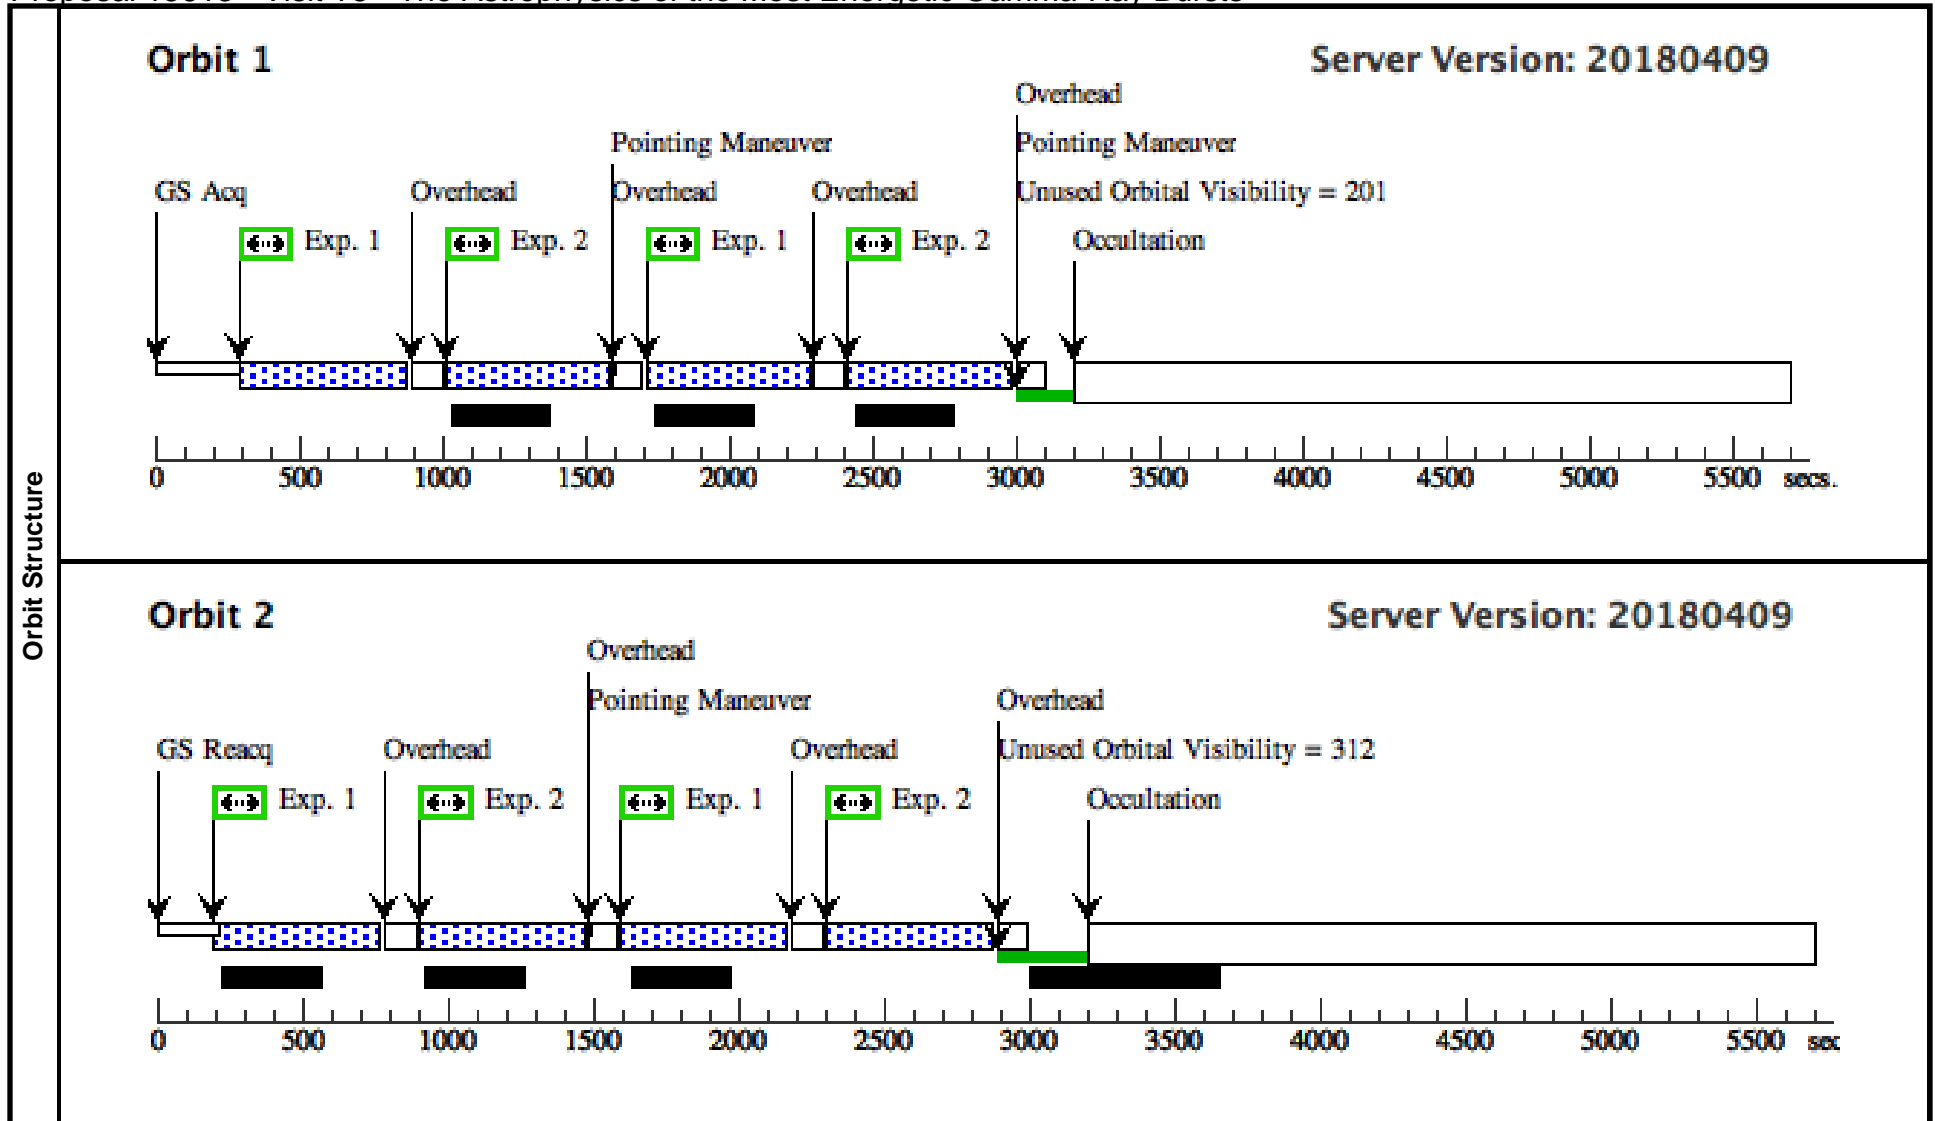 Orbit Structure
Orbit 1
Server Version: 20180409
Overhead
Pointing Maneuver
Pointing Maneuver
GS Acq
Overhead
Overhead
Overhead
Unused Orbital Visibility = 201
Exp. 1
Exp. 2
Exp. 1
Exp. 2
Occultation
0 500 1000 1500 2000 2500 3000 3500 4000 4500 5000 5500 secs.
Orbit 2
Server Version: 20180409
Overhead
Pointing Maneuver
Overhead
GS Reacq
Overhead
Overhead
Unused Orbital Visibility = 312
Exp. 1
Exp. 2
Exp. 1
Exp. 2
Occultation
0 500 1000 1500 2000 2500 3000 3500 4000 4500 5000 5500